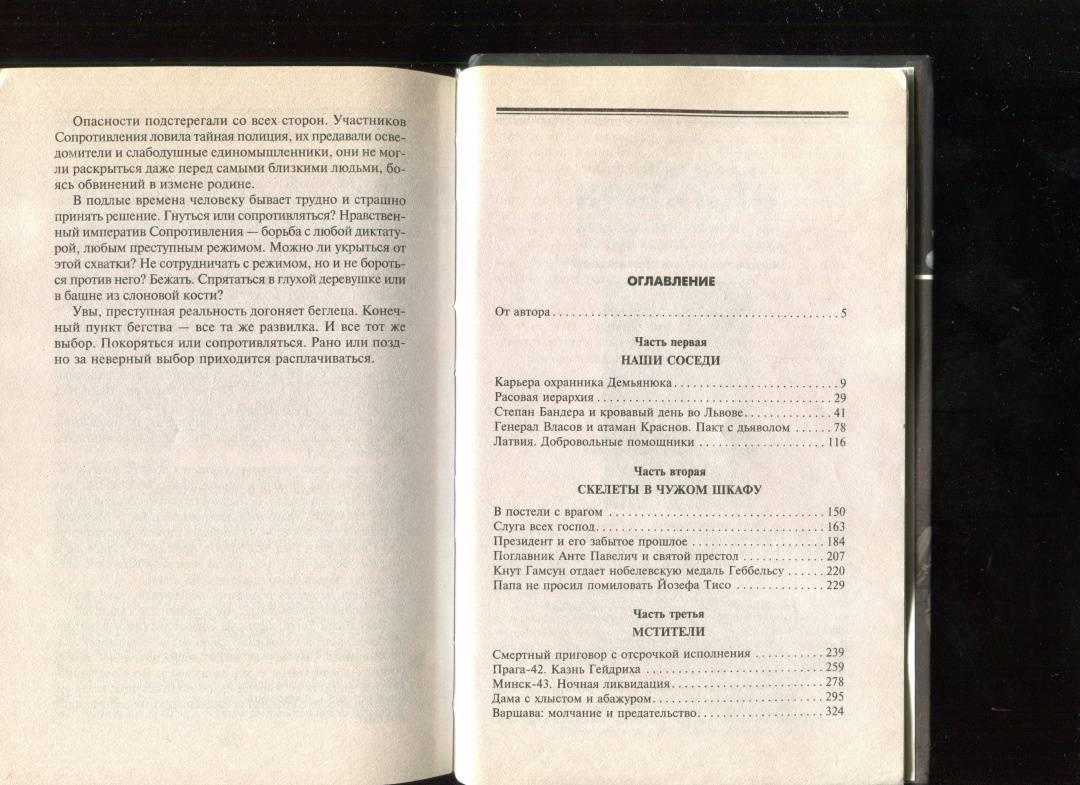 Опасности подстерегали со всех сторон. Участников
Сопротивления ловила тайная полиция, их предавали осве-
домители и слабодушные единомышленники, они не мог-
ли раскрыться даже перед самыми близкими людьми, бо-
ясь обвинений в измене родине.
В подлые времена человеку бывает трудно и страшно
принять решение. Гнуться или сопротивляться? Нравствен-
ный императив Сопротивления — борьба с любой диктату-
рой, любым преступным режимом. Можно ли укрыться от
этой схватки? Не сотрудничать с режимом, но и не бороть-
ся против него? Бежать. Спрятаться в глухой деревушке или
в башне из слоновой кости?
Увы, преступная реальность догоняет беглеца. Конеч-
ный пункт бегства — все та же развилка. И все тот же
выбор. Покоряться или сопротивляться. Рано или позд-
но за неверный выбор приходится расплачиваться.
ОГЛАВЛЕНИЕ
От автора . . . . . . . . . . 5
Часть первая
НАШИ СОСЕДИ
Карьера охранника Демьянюка . . . . . . . . . . 9
Расовая иерархия . . . . . . . . . . 29
Степан Бандера и кровавый день во Львове . . . . . . . . . . 41
Генерал Власов и атаман Краснов. Пакт с дьяволом . . . . . . 78
Латвия. Добровольные помощники . . . . . . . . . . 116
Часть вторая
СКЕЛЕТЫ В ЧУЖОМ ШКАФУ
В постели с врагом . . . . . . . . . . 150
Слуга всех господ . . . . . . . . . . 163
Президент и его забытое прошлое . . . . . . . . . . 184
Поглавник Анте Павелич и святой престол . . . . . . . . . . 207
Кнут Гамсун отдает нобелевскую медаль Геббельсу . . . . . . 220
Папа не просил помиловать Йозефа Тисо . . . . . . . . . . 229
Часть третья
МСТИТЕЛИ
Смертный приговор с отсрочкой исполнения . . . . . . . . . . 239
Прага-42. Казнь Гейдриха . . . . . . . . . . 259
Минск-43. Ночная ликвидация . . . . . . . . . . 278
Дама с хлыстом и абажуром . . . . . . . . . . 295
Варшава: молчание и предательство . . . . . . . . . . 324